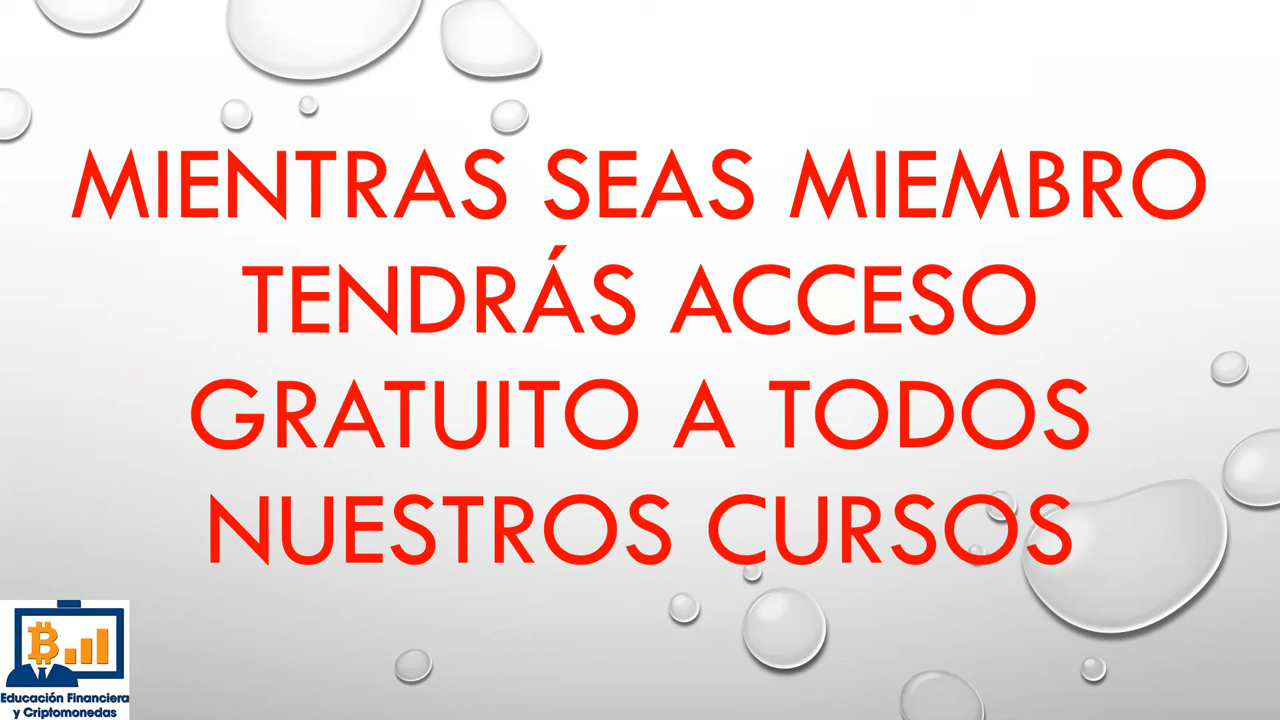 MIENTRAS SEAS MIEMBRO
TENDRÁS ACCESO
GRATUITO A TODOS
NUESTROS CURSOS
Educación Financiera
y Criptomonedas